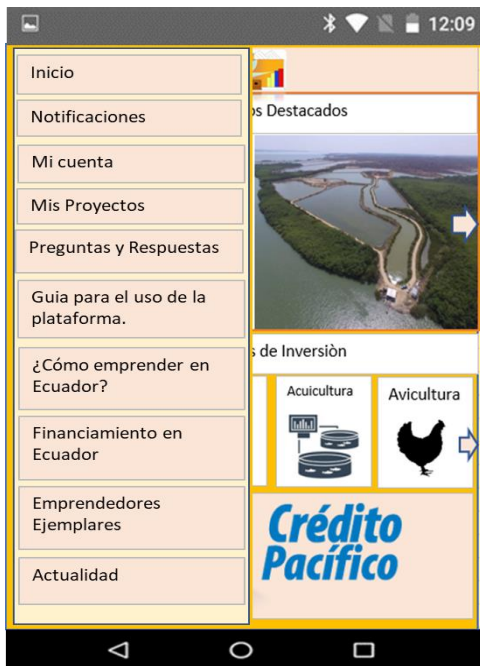 12:09
Inicio
Notificaciones
Mi cuenta
Mis Proyectos
Preguntas y Respuestas
Guia para el uso de la
plataforma.
¿Cómo emprender en
Ecuador?
Financiamiento en
Ecuador
Emprendedores
Ejemplares
Actualidad
os Destacados
s de Inversiòn
Acuicultura
Avicultura
Crédito
Pacífico